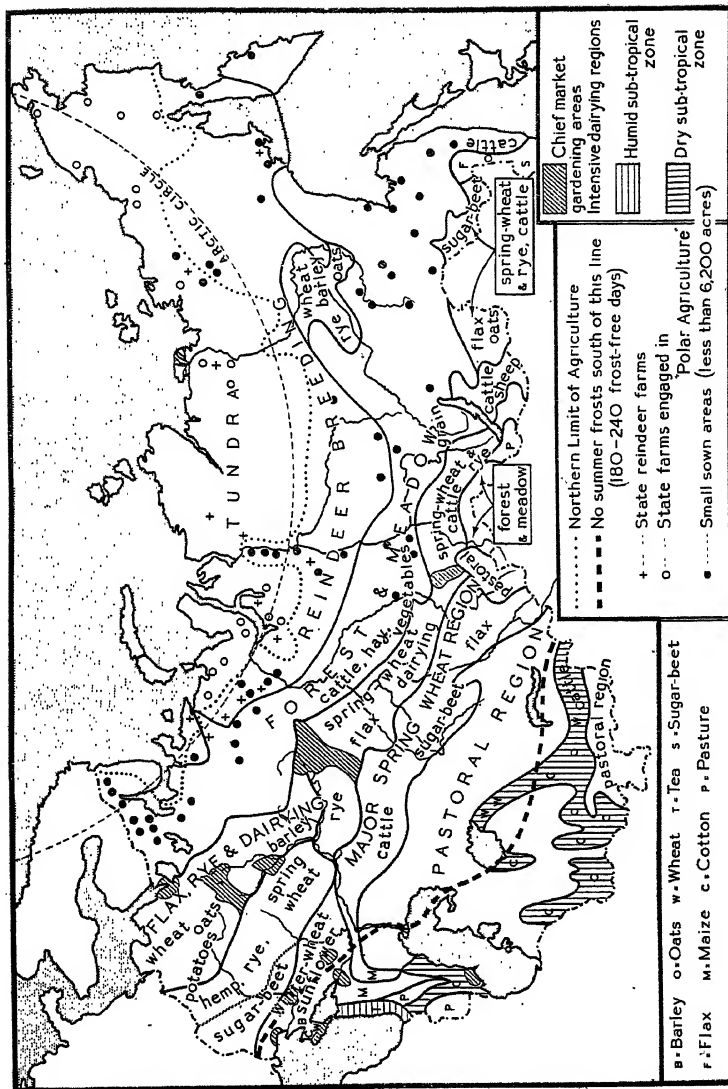 ARCTIC CIRCLE
TUNDRA
REINDEER BREEDING
FOREST & MEADOW
cattle, hay, vegetables
spring-wheat
dairying
flax
FLAX, RYE & DAIRYING
barley
wheat
oats
potatoes
hemp, rye,
spring
wheat
sugar-beet
winter-wheat
sunflower
B
rye
MAJOR SPRING WHEAT REGION
cattle
sugar-beet
flax
PASTORAL REGION
pastoral
pastoral region
spring-wheat
cattle &
rye
grain
W
wheat
barley
oats
rye
cattle
sheep
flax
oats
sugar-beet
cattle
F
S
P
M
M
T
P
P
C
C
C
C
C
C
M
W
forest
& meadow
spring-wheat
& rye, cattle
B•Barley O•Oats W•Wheat T•Tea S•Sugar-beet
F•Flax M•Maize C•Cotton P•Pasture
Northern Limit of Agriculture
No summer frosts south of this line
(180–240 frost-free days)
+ State reindeer farms
o State farms engaged in
'Polar Agriculture'
• Small sown areas (less than 6,200 acres)
Chief market
gardening areas
Intensive dairying regions
Humid sub-tropical
zone
Dry sub-tropical
zone